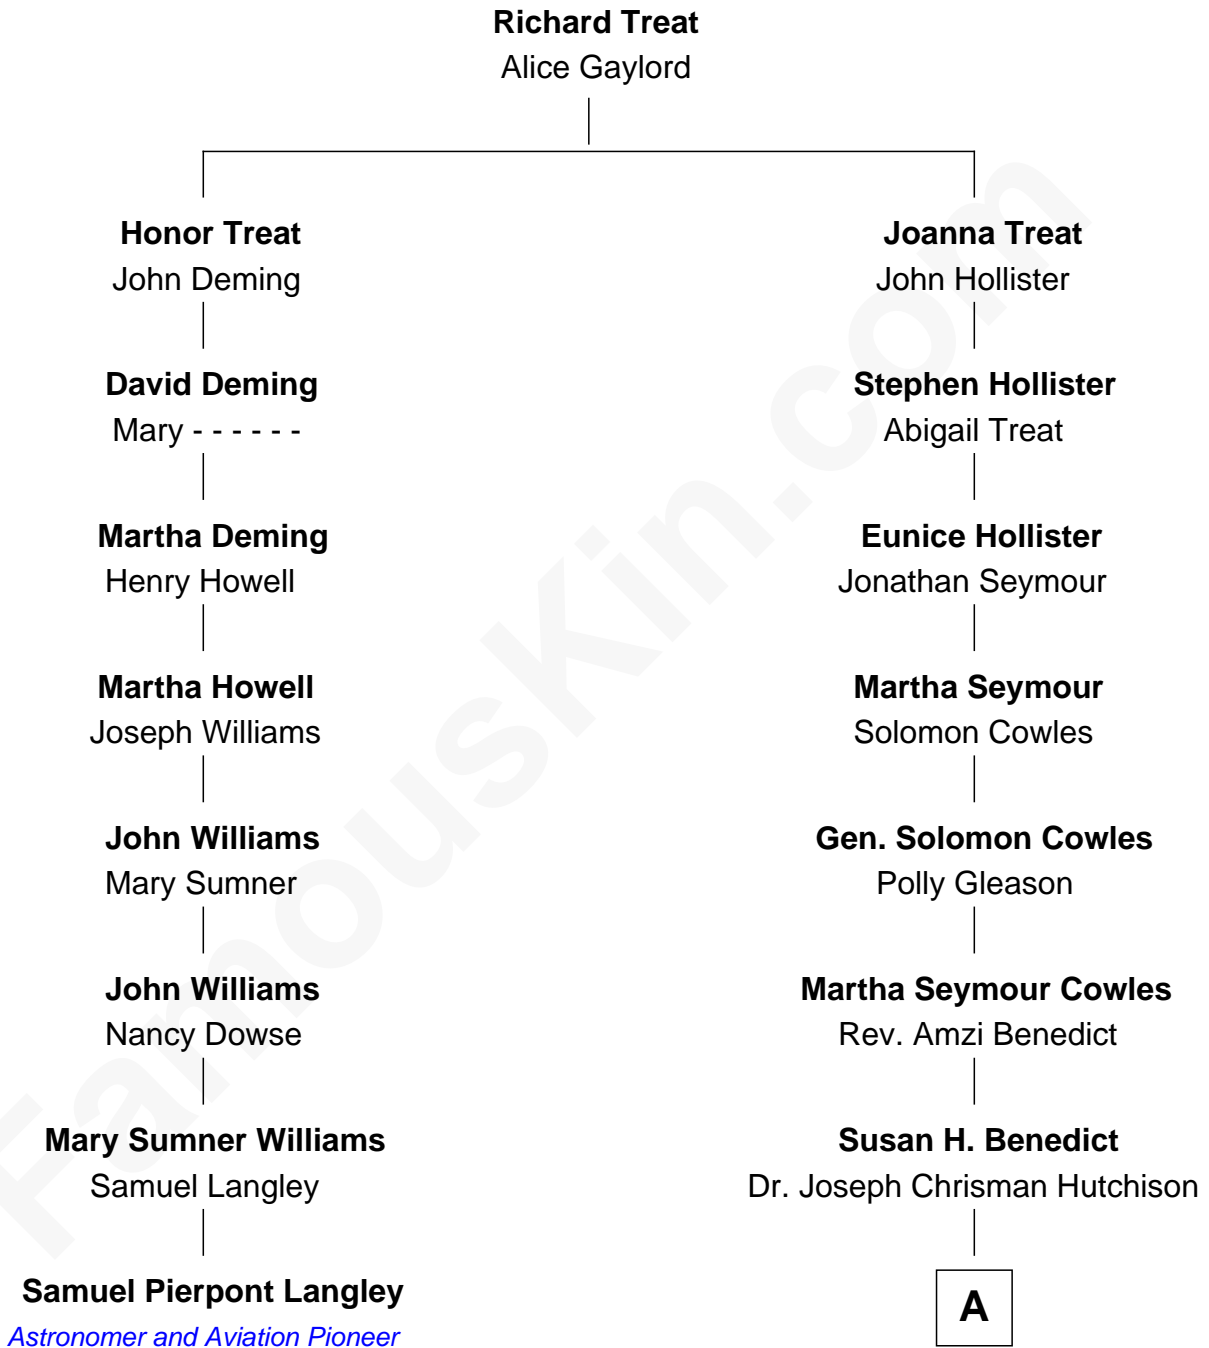 Richard Treat
Alice Gaylord
Honor Treat
John Deming
Joanna Treat
John Hollister
David Deming
Mary - - - - - -
Stephen Hollister
Abigail Treat
Martha Deming
Henry Howell
Eunice Hollister
Jonathan Seymour
Martha Howell
Joseph Williams
Martha Seymour
Solomon Cowles
John Williams
Mary Sumner
Gen. Solomon Cowles
Polly Gleason
John Williams
Nancy Dowse
Martha Seymour Cowles
Rev. Amzi Benedict
Mary Sumner Williams
Samuel Langley
Susan H. Benedict
Dr. Joseph Chrisman Hutchison
Samuel Pierpont Langley
Astronomer and Aviation Pioneer
A
FamousKin.com